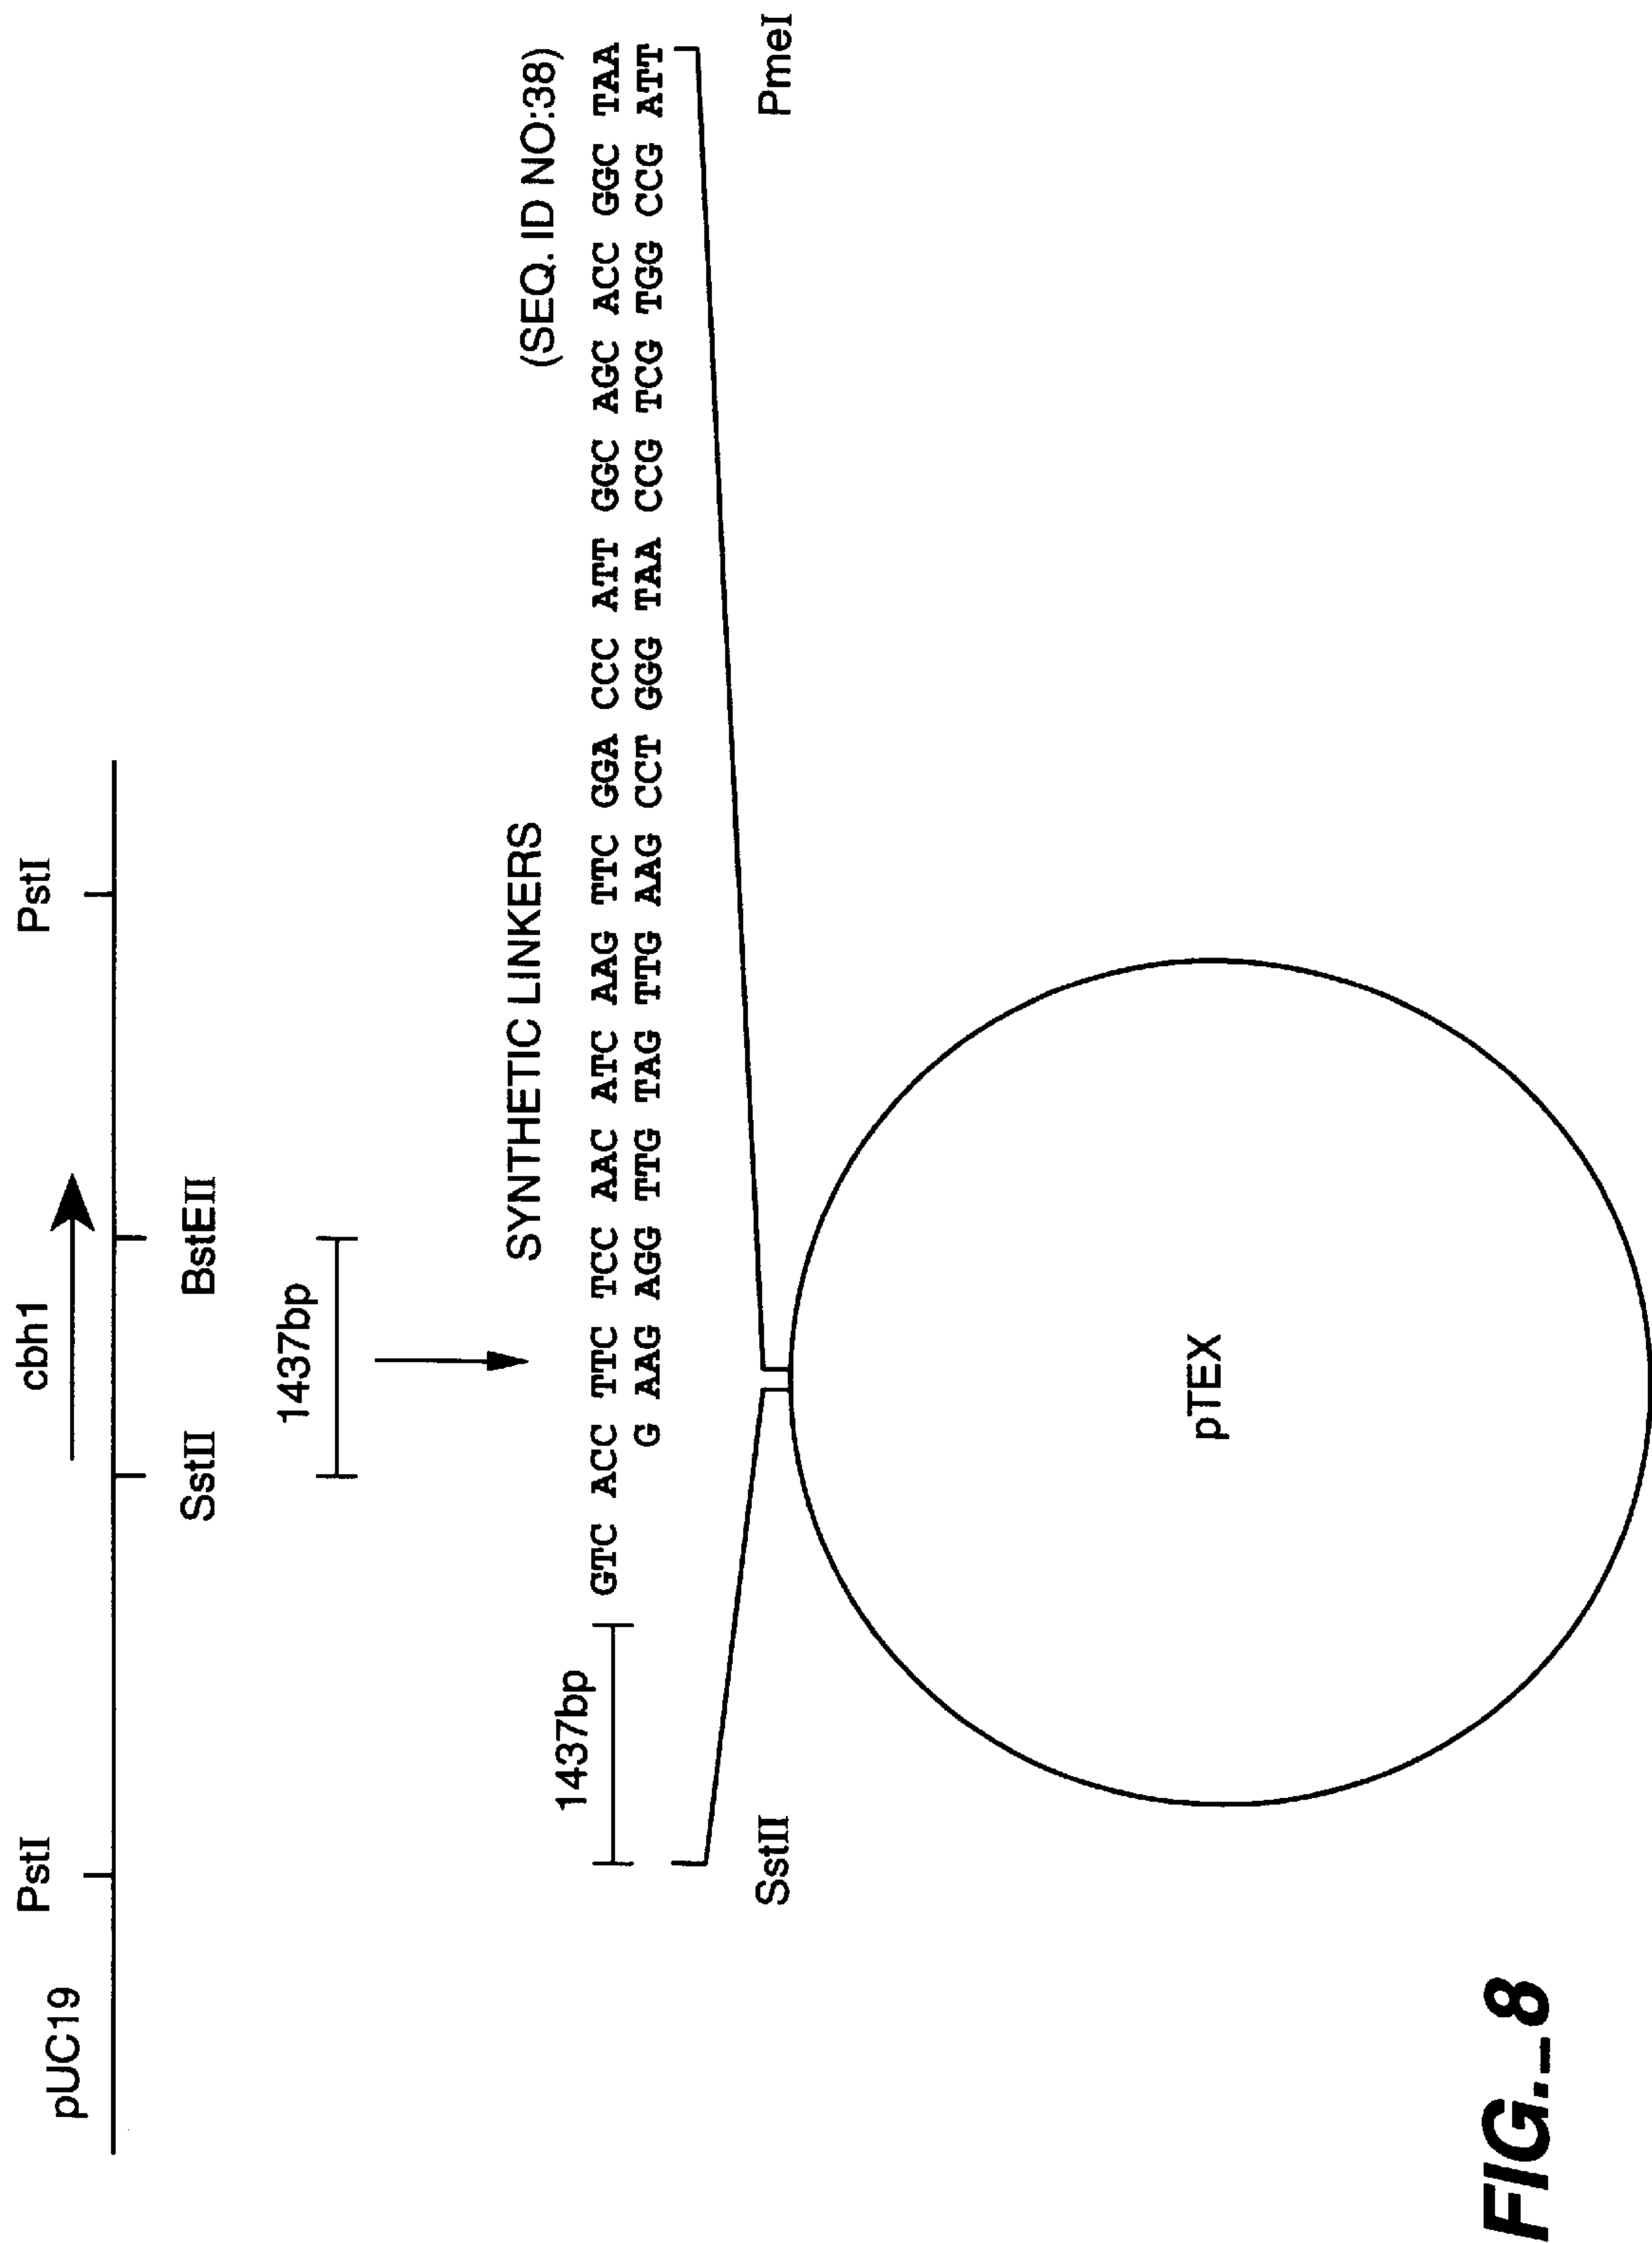 cbh1
pUC19 PstI PstI
SstII BstEII
1437bp
SYNTHETIC LINKERS (SEQ. ID NO:38)
1437bp
GTC ACC TTC TCC AAC ATC AAG TTC GGA CCC ATT GGC AGC ACC GGC TAA
G AAG AGG TTG TAG TTG AAG CCT GGG TAA CCG TCG TGG CCG ATT
SstII PmeI
pTEX
FIG._8